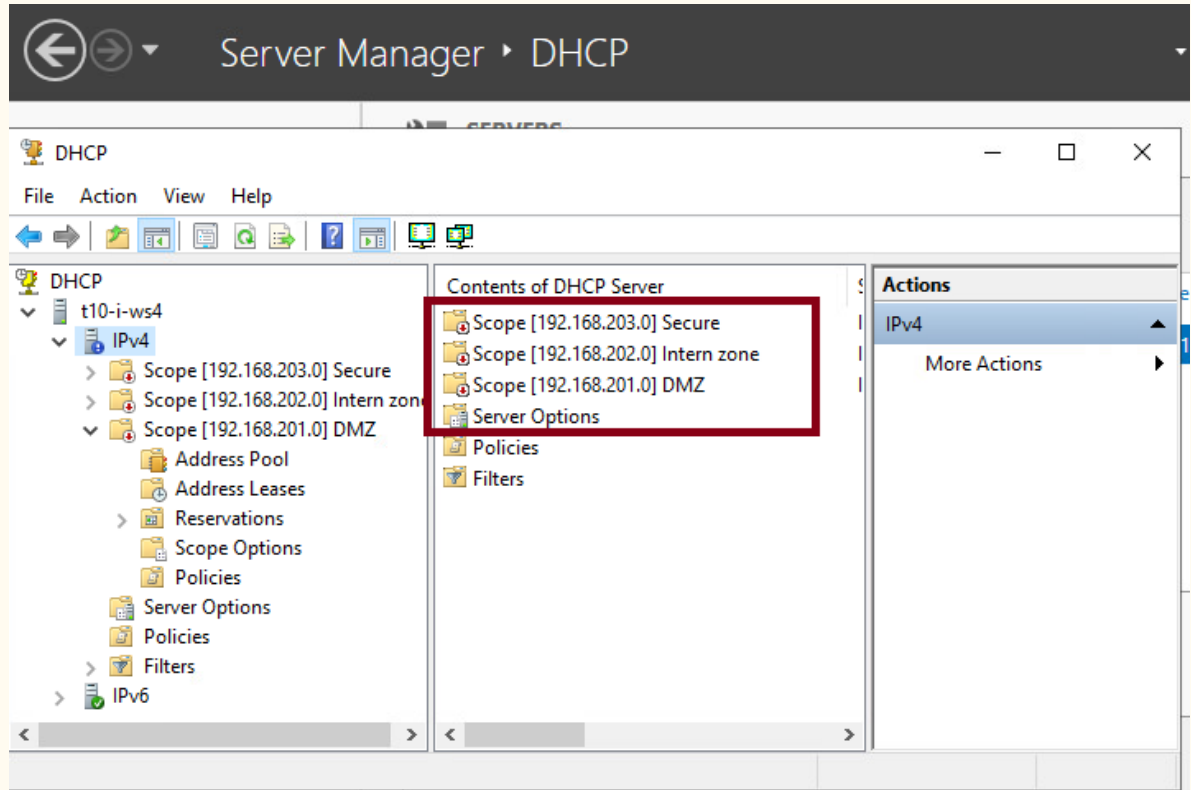 Server Manager ‣ DHCP
SERVERS
DHCP
File Action View Help
DHCP
t10-i-ws4
IPv4
Scope [192.168.203.0] Secure
Scope [192.168.202.0] Intern zone
Scope [192.168.201.0] DMZ
Address Pool
Address Leases
Reservations
Scope Options
Policies
Server Options
Policies
Filters
IPv6
Contents of DHCP Server
Scope [192.168.203.0] Secure
Scope [192.168.202.0] Intern zone
Scope [192.168.201.0] DMZ
Server Options
Policies
Filters
Actions
IPv4
More Actions